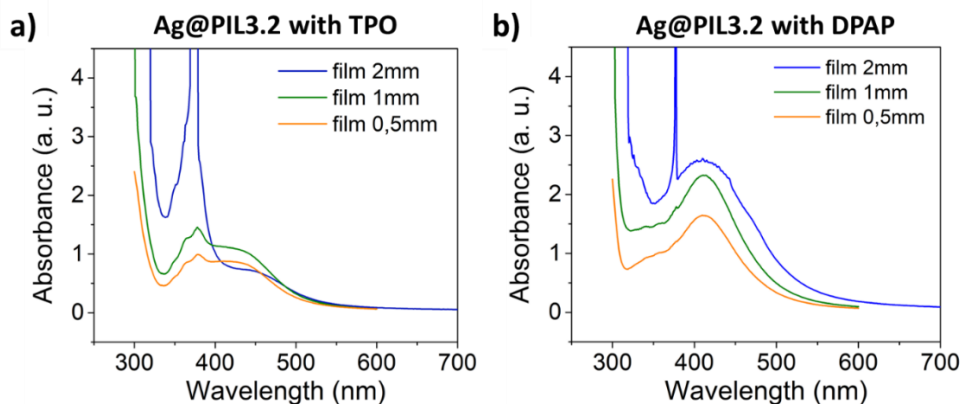 a) Ag@PIL3.2 with TPO
film 2mm
film 1mm
film 0,5mm
Absorbance (a. u.)
4
3
2
1
0
300 400 500 600 700
Wavelength (nm)
b) Ag@PIL3.2 with DPAP
film 2mm
film 1mm
film 0,5mm
Absorbance (a. u.)
4
3
2
1
0
300 400 500 600 700
Wavelength (nm)